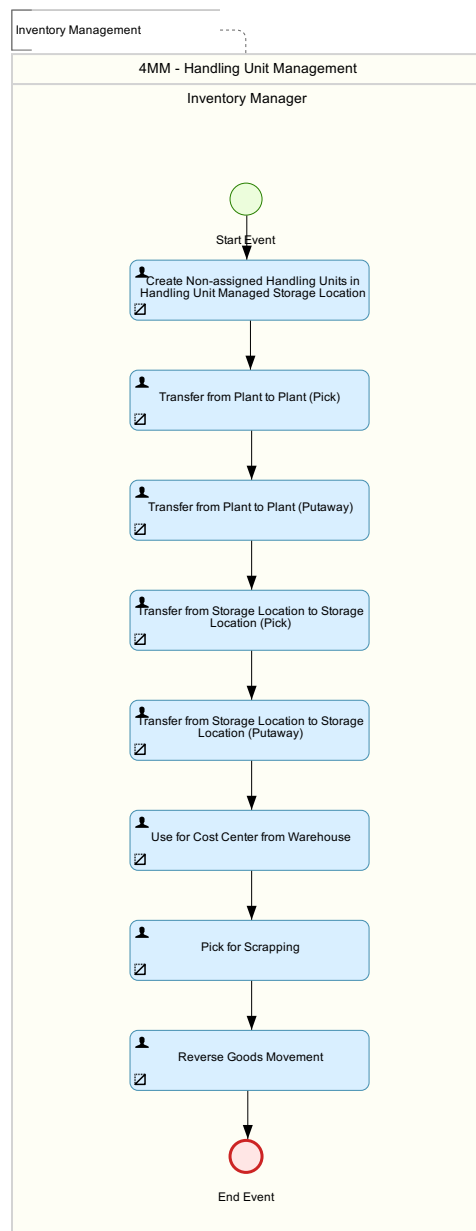 Inventory Management
4MM - Handling Unit Management
Inventory Manager
Start Event
Create Non-assigned Handling Units in
Handling Unit Managed Storage Location
Transfer from Plant to Plant (Pick)
Transfer from Plant to Plant (Putaway)
Transfer from Storage Location to Storage
Location (Pick)
Transfer from Storage Location to Storage
Location (Putaway)
Use for Cost Center from Warehouse
Pick for Scrapping
Reverse Goods Movement
End Event